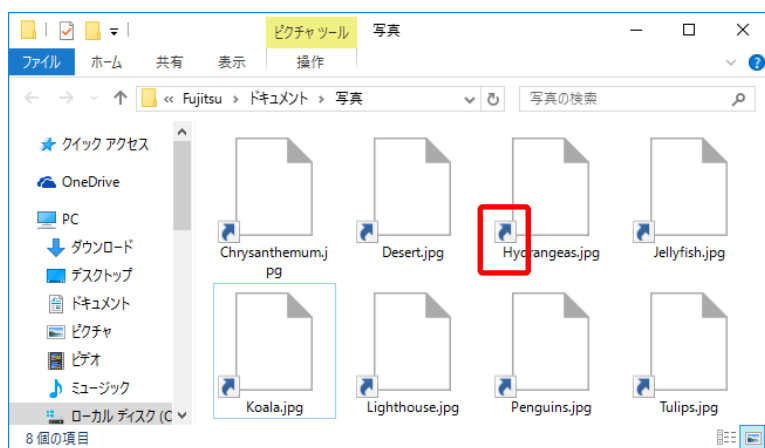 ピクチャ ツール
写真
ファイル
ホーム
共有
表示
操作
« Fujitsu › ドキュメント › 写真
写真の検索
クイック アクセス
OneDrive
PC
ダウンロード
デスクトップ
ドキュメント
ピクチャ
ビデオ
ミュージック
ローカル ディスク (C
Chrysanthemum.j
pg
Desert.jpg
Hydrangeas.jpg
Jellyfish.jpg
Koala.jpg
Lighthouse.jpg
Penguins.jpg
Tulips.jpg
8 個の項目